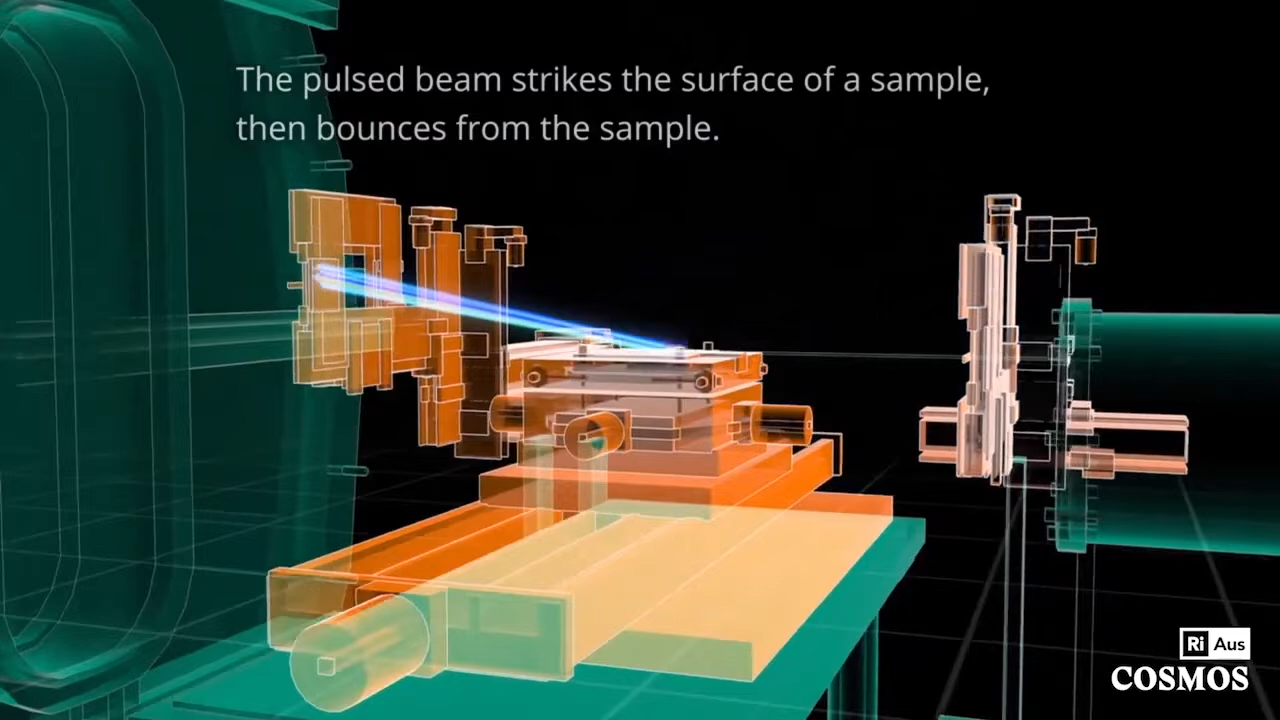 The pulsed beam strikes the surface of a sample,
then bounces from the sample.
Ri Aus
COSMOS